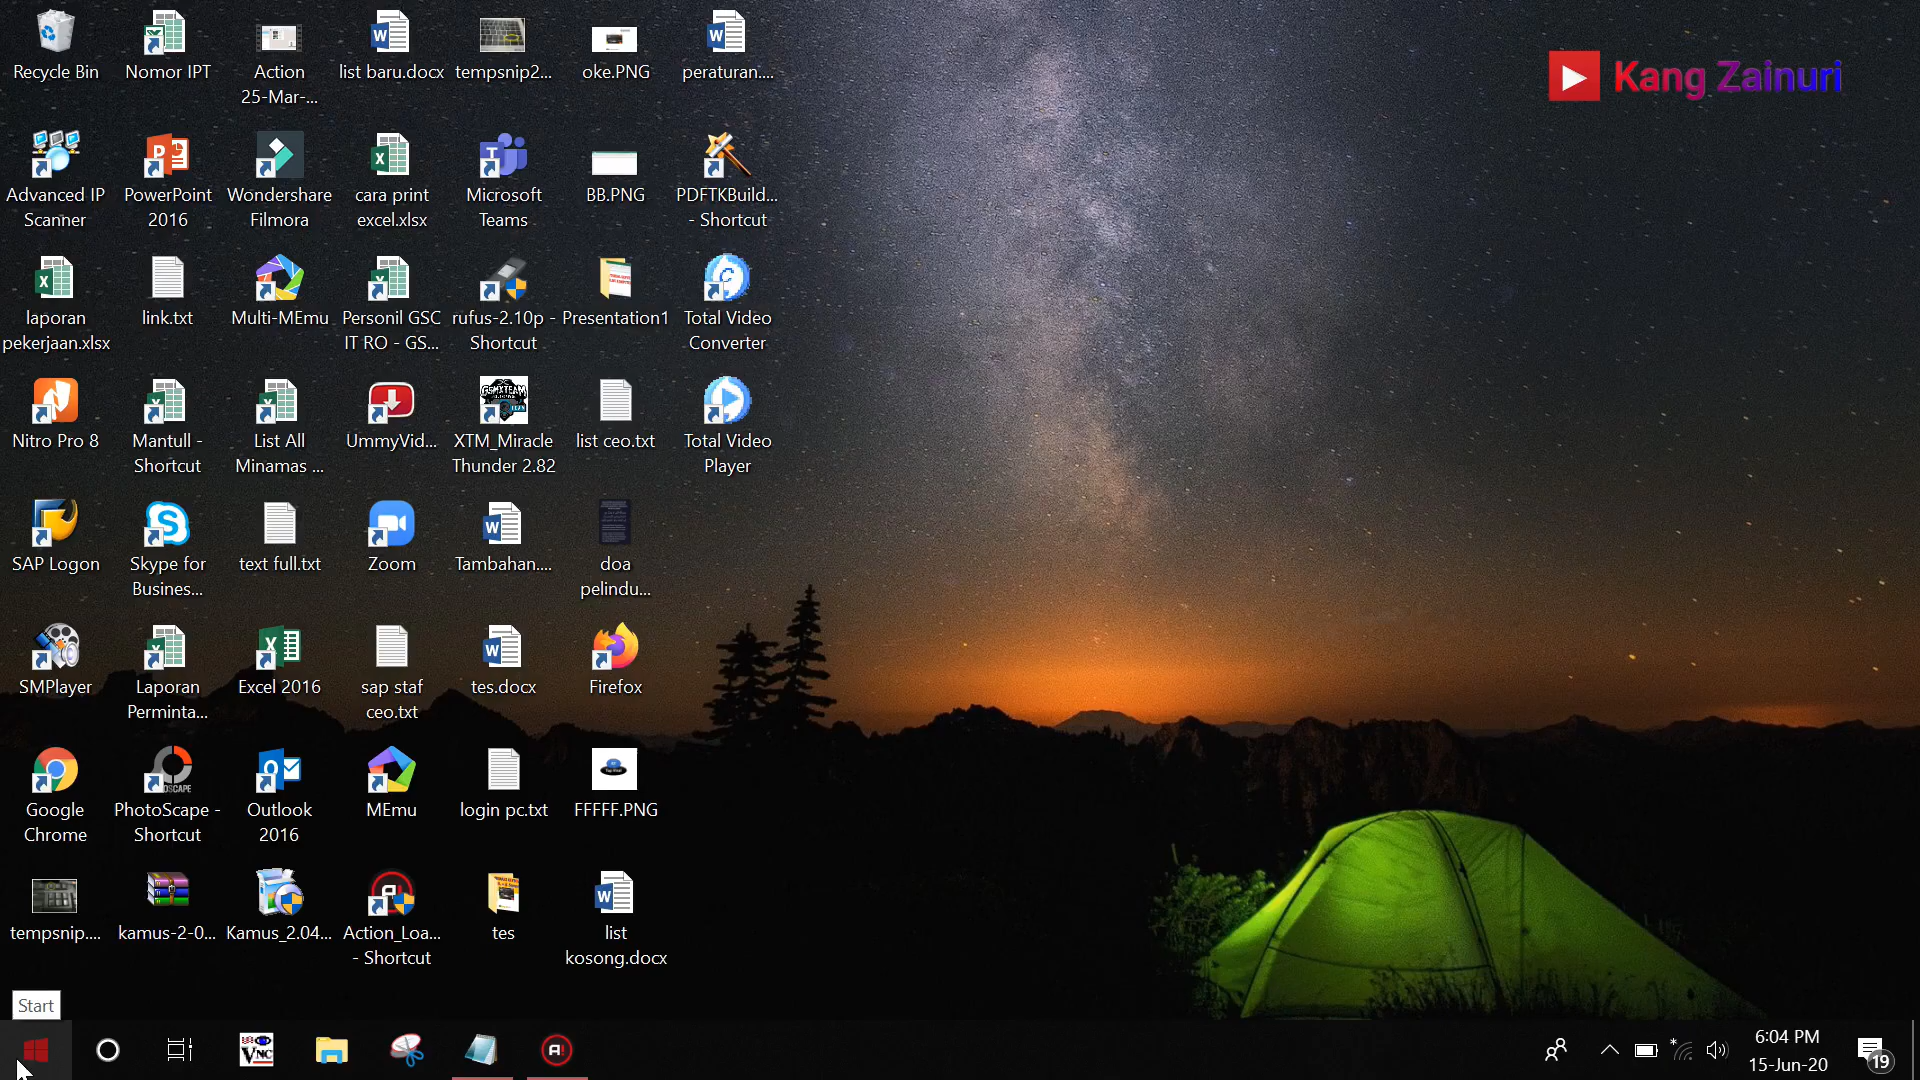 Recycle Bin
Nomor IPT
Action
25-Mar-...
list baru.docx
tempsnip2...
oke.PNG
peraturan....
Kang Zainuri
Advanced IP
Scanner
PowerPoint
2016
Wondershare
Filmora
cara print
excel.xlsx
Microsoft
Teams
BB.PNG
PDFTKBuild...
- Shortcut
laporan
pekerjaan.xlsx
link.txt
Multi-MEmu
Personil GSC
IT RO - GS...
rufus-2.10p -
Shortcut
Presentation1
Total Video
Converter
Nitro Pro 8
Mantull -
Shortcut
List All
Minamas ...
UmmyVid...
XTM_Miracle
Thunder 2.82
list ceo.txt
Total Video
Player
SAP Logon
Skype for
Busines...
text full.txt
Zoom
Tambahan....
doa
pelindu...
SMPlayer
Laporan
Perminta...
Excel 2016
sap staf
ceo.txt
tes.docx
Firefox
Google
Chrome
PhotoScape -
Shortcut
Outlook
2016
MEmu
login pc.txt
FFFFF.PNG
tempsnip....
kamus-2-0...
Kamus_2.04...
Action_Loa...
- Shortcut
tes
list
kosong.docx
Start
VNC
6:04 PM
15-Jun-20
19